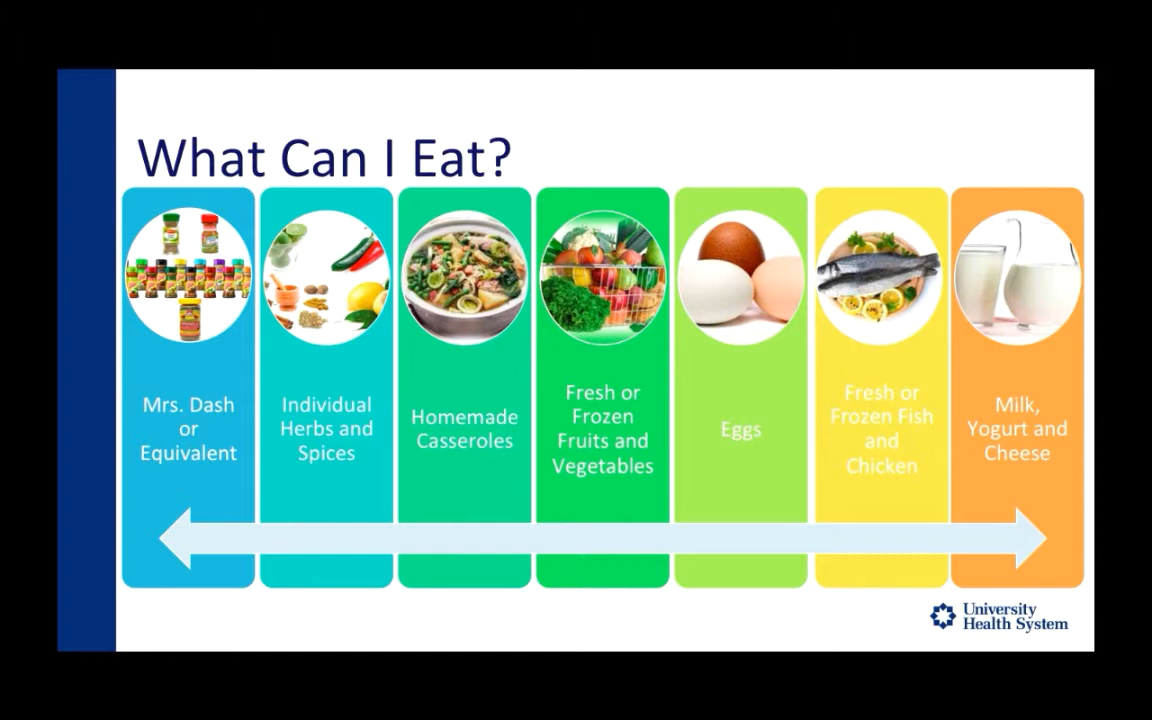 What Can I Eat?
Mrs. Dash
or
Equivalent
Individual
Herbs and
Spices
Homemade
Casseroles
Fresh or
Frozen
Fruits and
Vegetables
Eggs
Fresh or
Frozen Fish
and
Chicken
Milk,
Yogurt and
Cheese
University
Health System